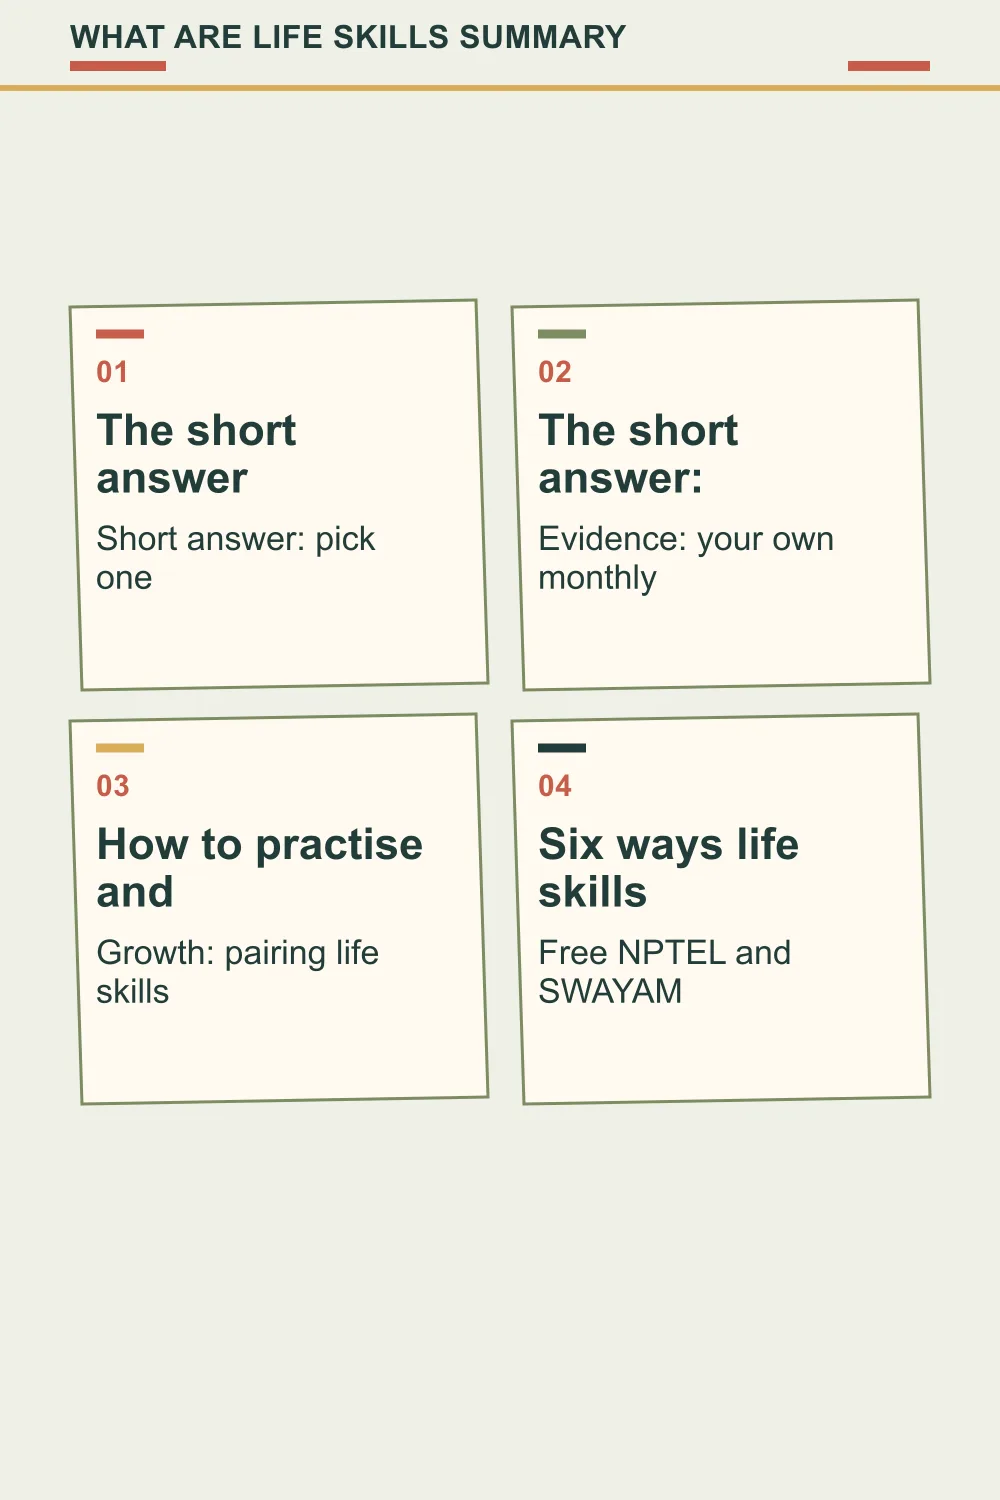 WHAT ARE LIFE SKILLS SUMMARY
01
The short
answer
Short answer: pick
one
02
The short
answer:
Evidence: your own
monthly
03
How to practise
and
Growth: pairing life
skills
04
Six ways life
skills
Free NPTEL and
SWAYAM